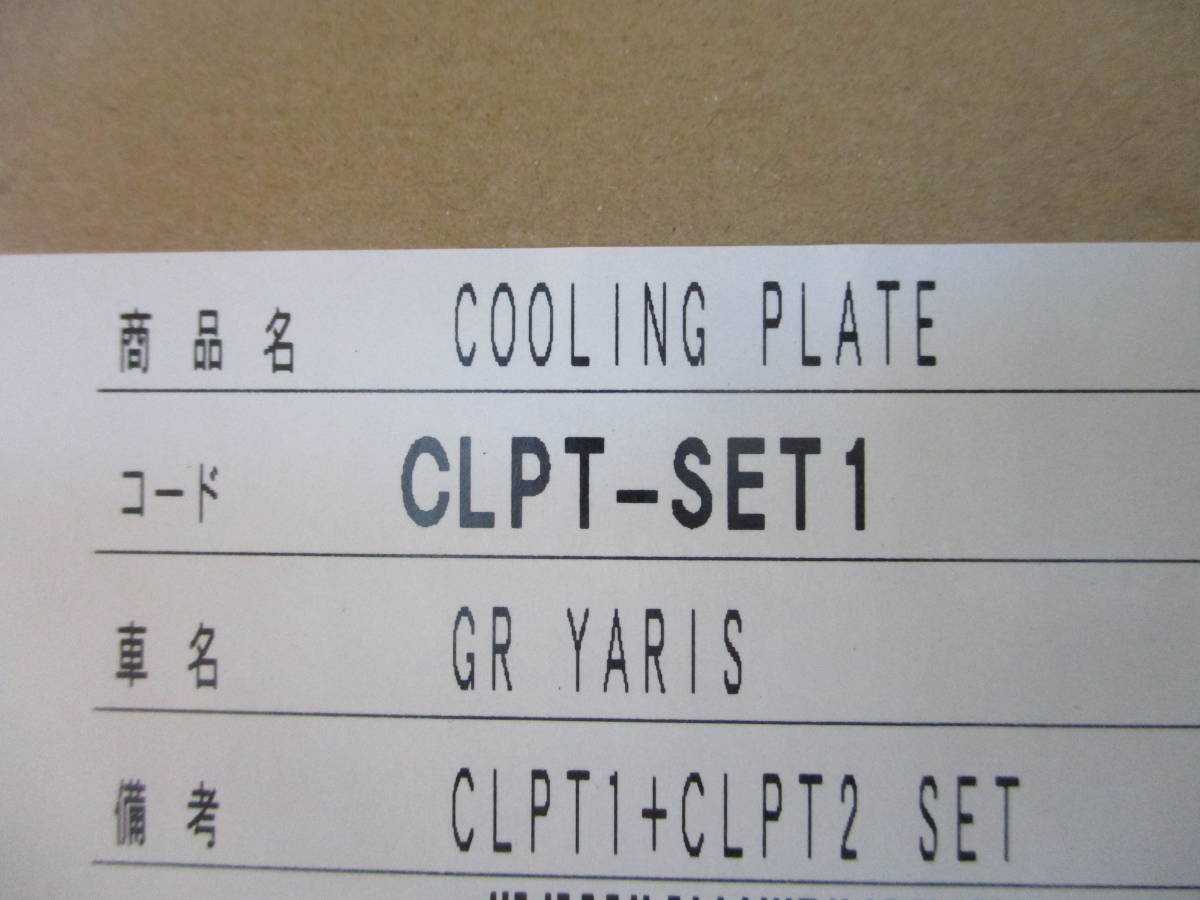 商品名 COOLING PLATE
コード CLPT-SET1
車名 GR YARIS
備考 CLPT1+CLPT2 SET